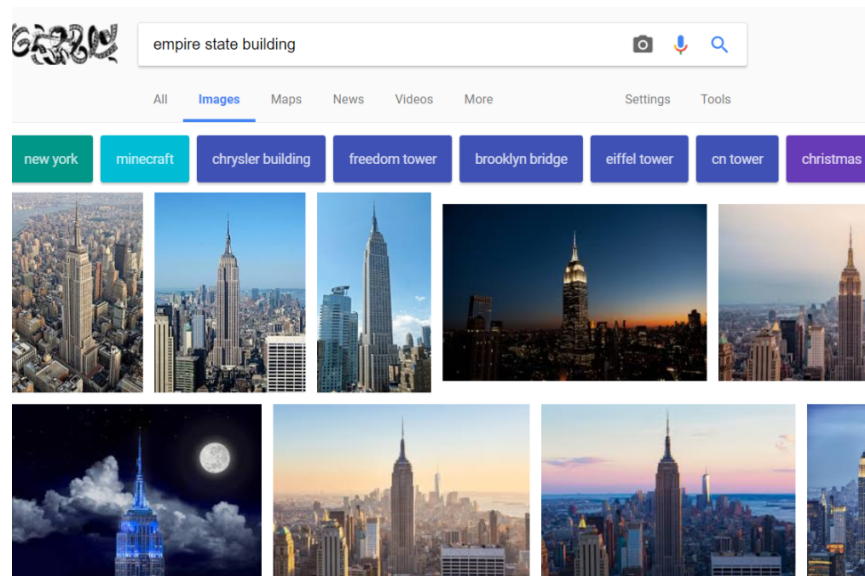 empire state building
All Images Maps News Videos More Settings Tools
new york minecraft chrysler building freedom tower brooklyn bridge eiffel tower cn tower christmas